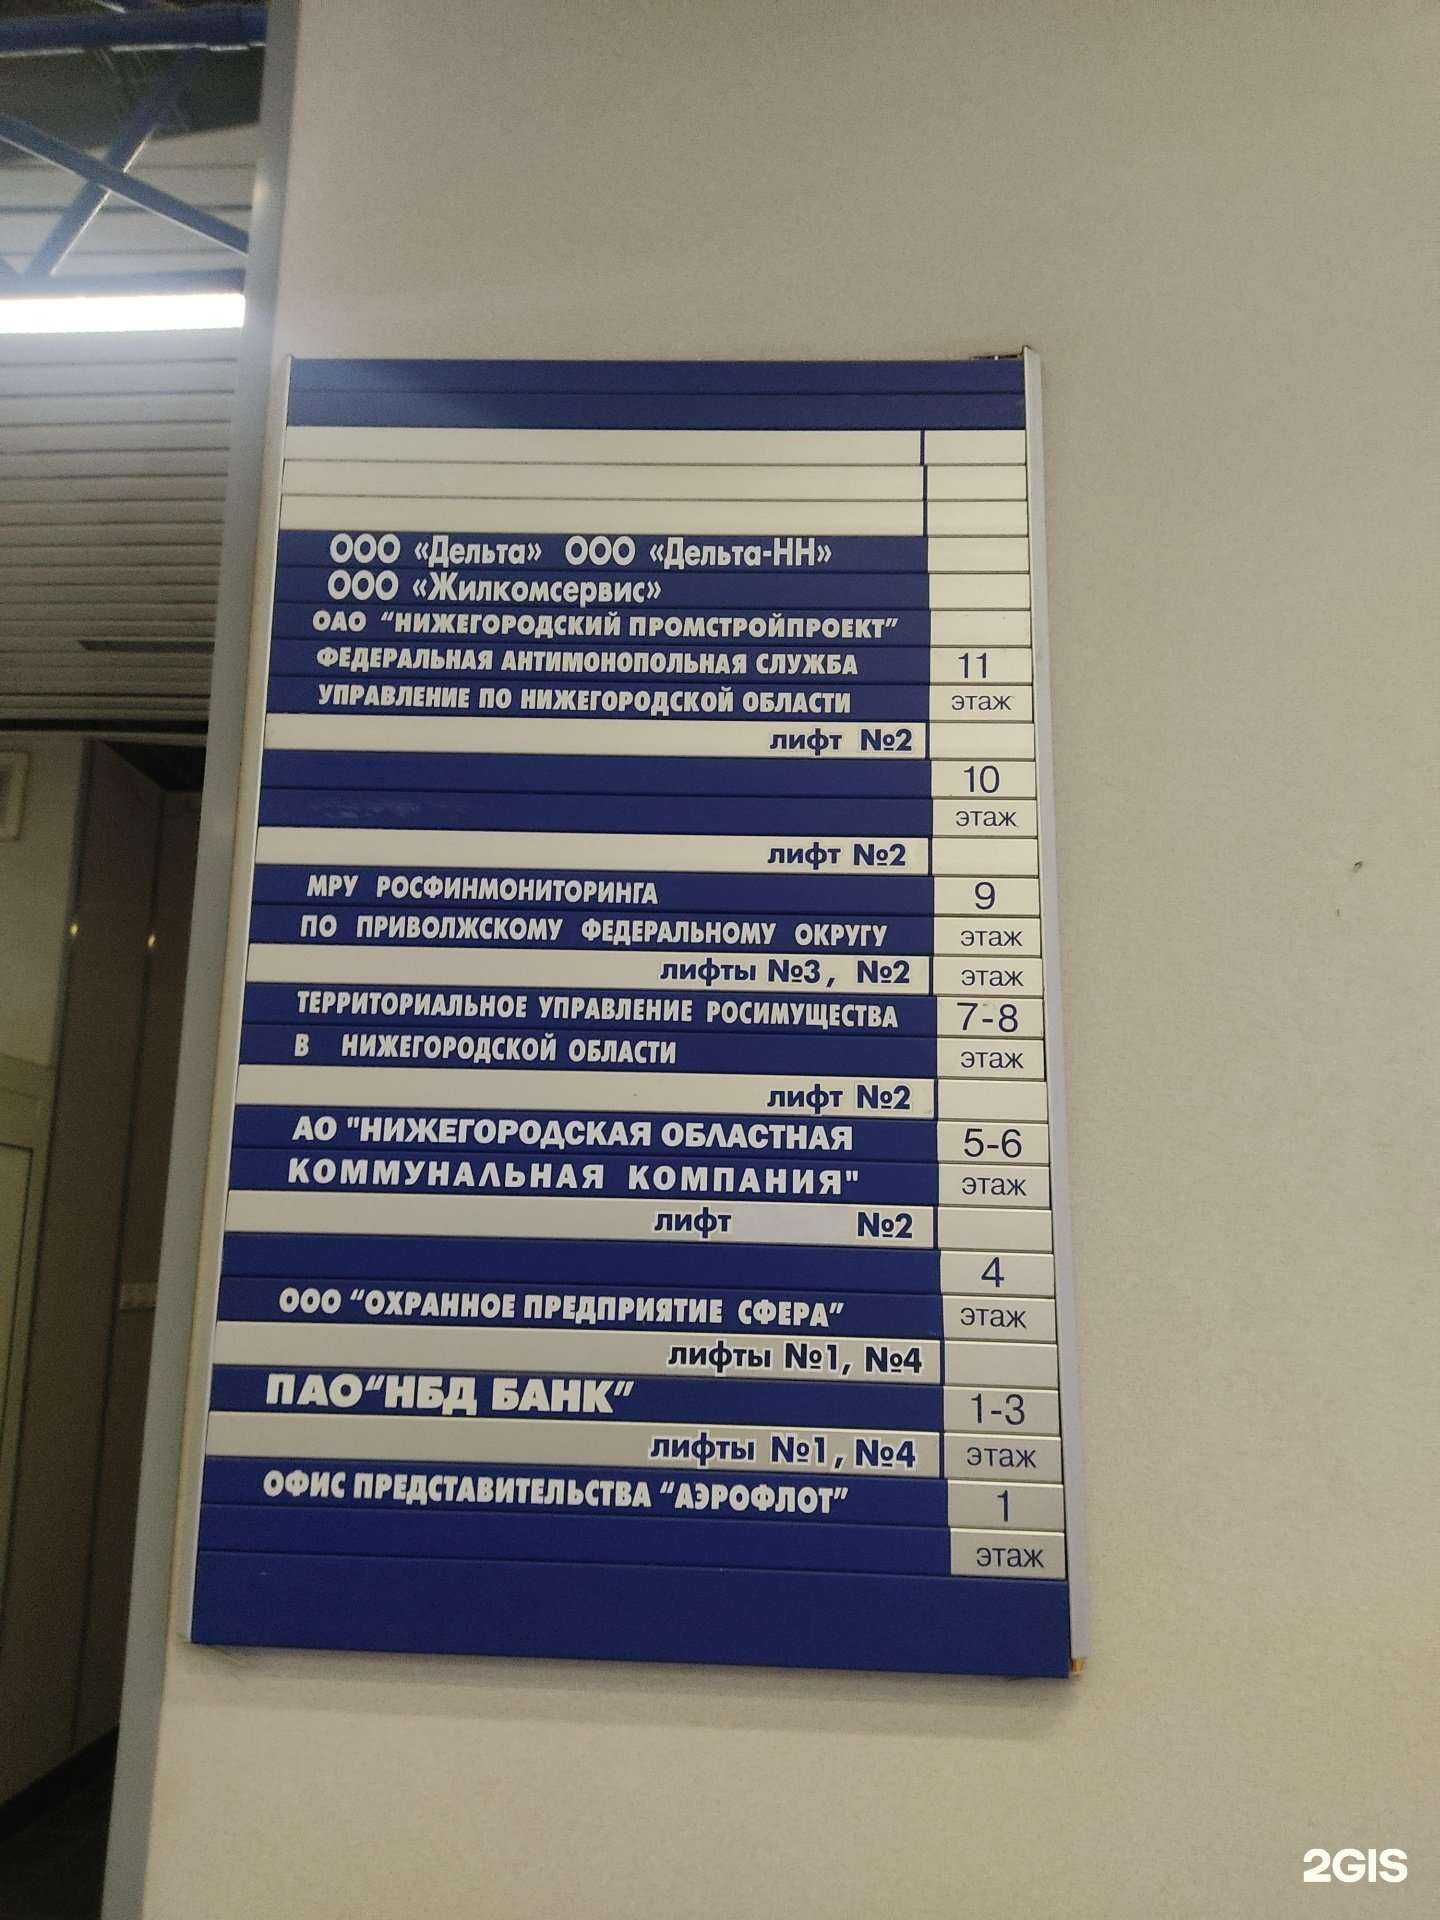 ООО «Дельта» ООО «Дельта-НН»
ООО «Жилкомсервис»
ОАО “НИЖЕГОРОДСКИЙ ПРОМСТРОЙПРОЕКТ”
ФЕДЕРАЛЬНАЯ АНТИМОНОПОЛЬНАЯ СЛУЖБА 11
УПРАВЛЕНИЕ ПО НИЖЕГОРОДСКОЙ ОБЛАСТИ этаж
лифт №2
10
этаж
лифт №2
МРУ РОСФИНМОНИТОРИНГА 9
ПО ПРИВОЛЖСКОМУ ФЕДЕРАЛЬНОМУ ОКРУГУ этаж
лифты №3, №2 этаж
ТЕРРИТОРИАЛЬНОЕ УПРАВЛЕНИЕ РОСИМУЩЕСТВА 7-8
В НИЖЕГОРОДСКОЙ ОБЛАСТИ этаж
лифт №2
АО "НИЖЕГОРОДСКАЯ ОБЛАСТНАЯ 5-6
КОММУНАЛЬНАЯ КОМПАНИЯ" этаж
лифт №2
4
ООО “ОХРАННОЕ ПРЕДПРИЯТИЕ СФЕРА” этаж
лифты №1, №4
ПАО“НБД БАНК” 1-3
лифты №1, №4 этаж
ОФИС ПРЕДСТАВИТЕЛЬСТВА “АЭРОФЛОТ” 1
этаж
2GIS